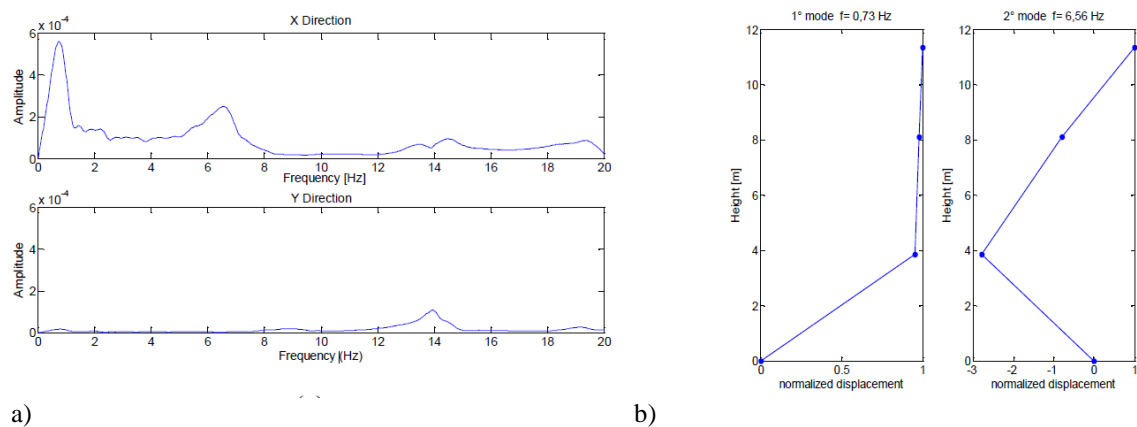 X Direction
6 x 10-4
4
2
0
Amplitude
0 2 4 6 8 10 12 14 16 18 20
Frequency [Hz]
Y Direction
6 x 10-4
4
2
0
Amplitude
0 2 4 6 8 10 12 14 16 18 20
Frequency (Hz)
a)
1° mode f= 0,73 Hz
12
10
8
6
4
2
0
Height [m]
0 0.5 1
normalized displacement
2° mode f= 6,56 Hz
12
10
8
6
4
2
0
Height [m]
-3 -2 -1 0 1
normalized displacement
b)